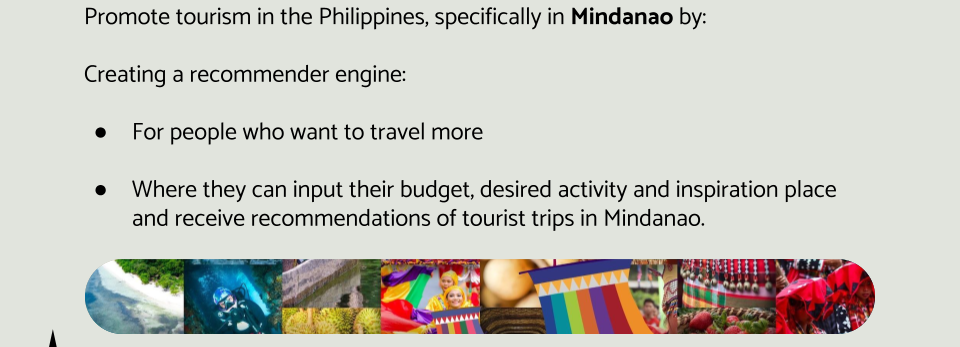 Promote tourism in the Philippines, specifically in Mindanao by:
Creating a recommender engine:
● For people who want to travel more
● Where they can input their budget, desired activity and inspiration place
and receive recommendations of tourist trips in Mindanao.